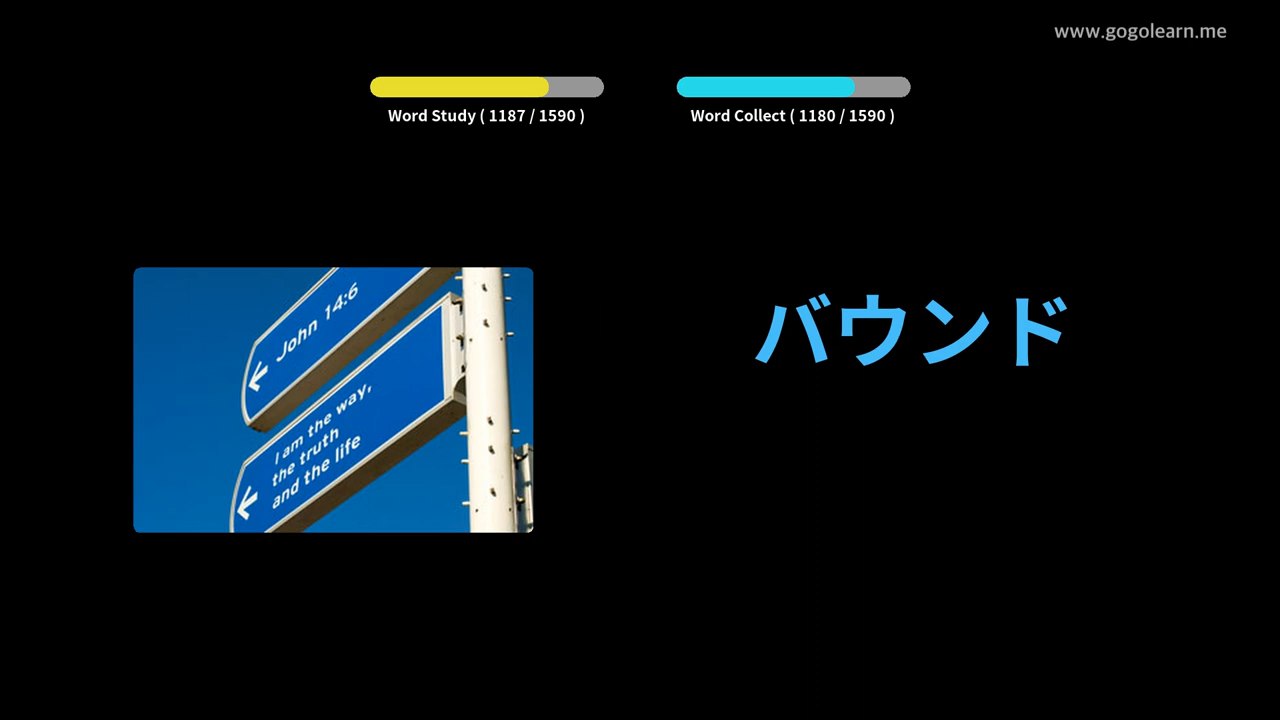 www.gogolearn.me
Word Study ( 1187 / 1590 )
Word Collect ( 1180 / 1590 )
バウンド
John 14:6
I am the way,
the truth
and the life